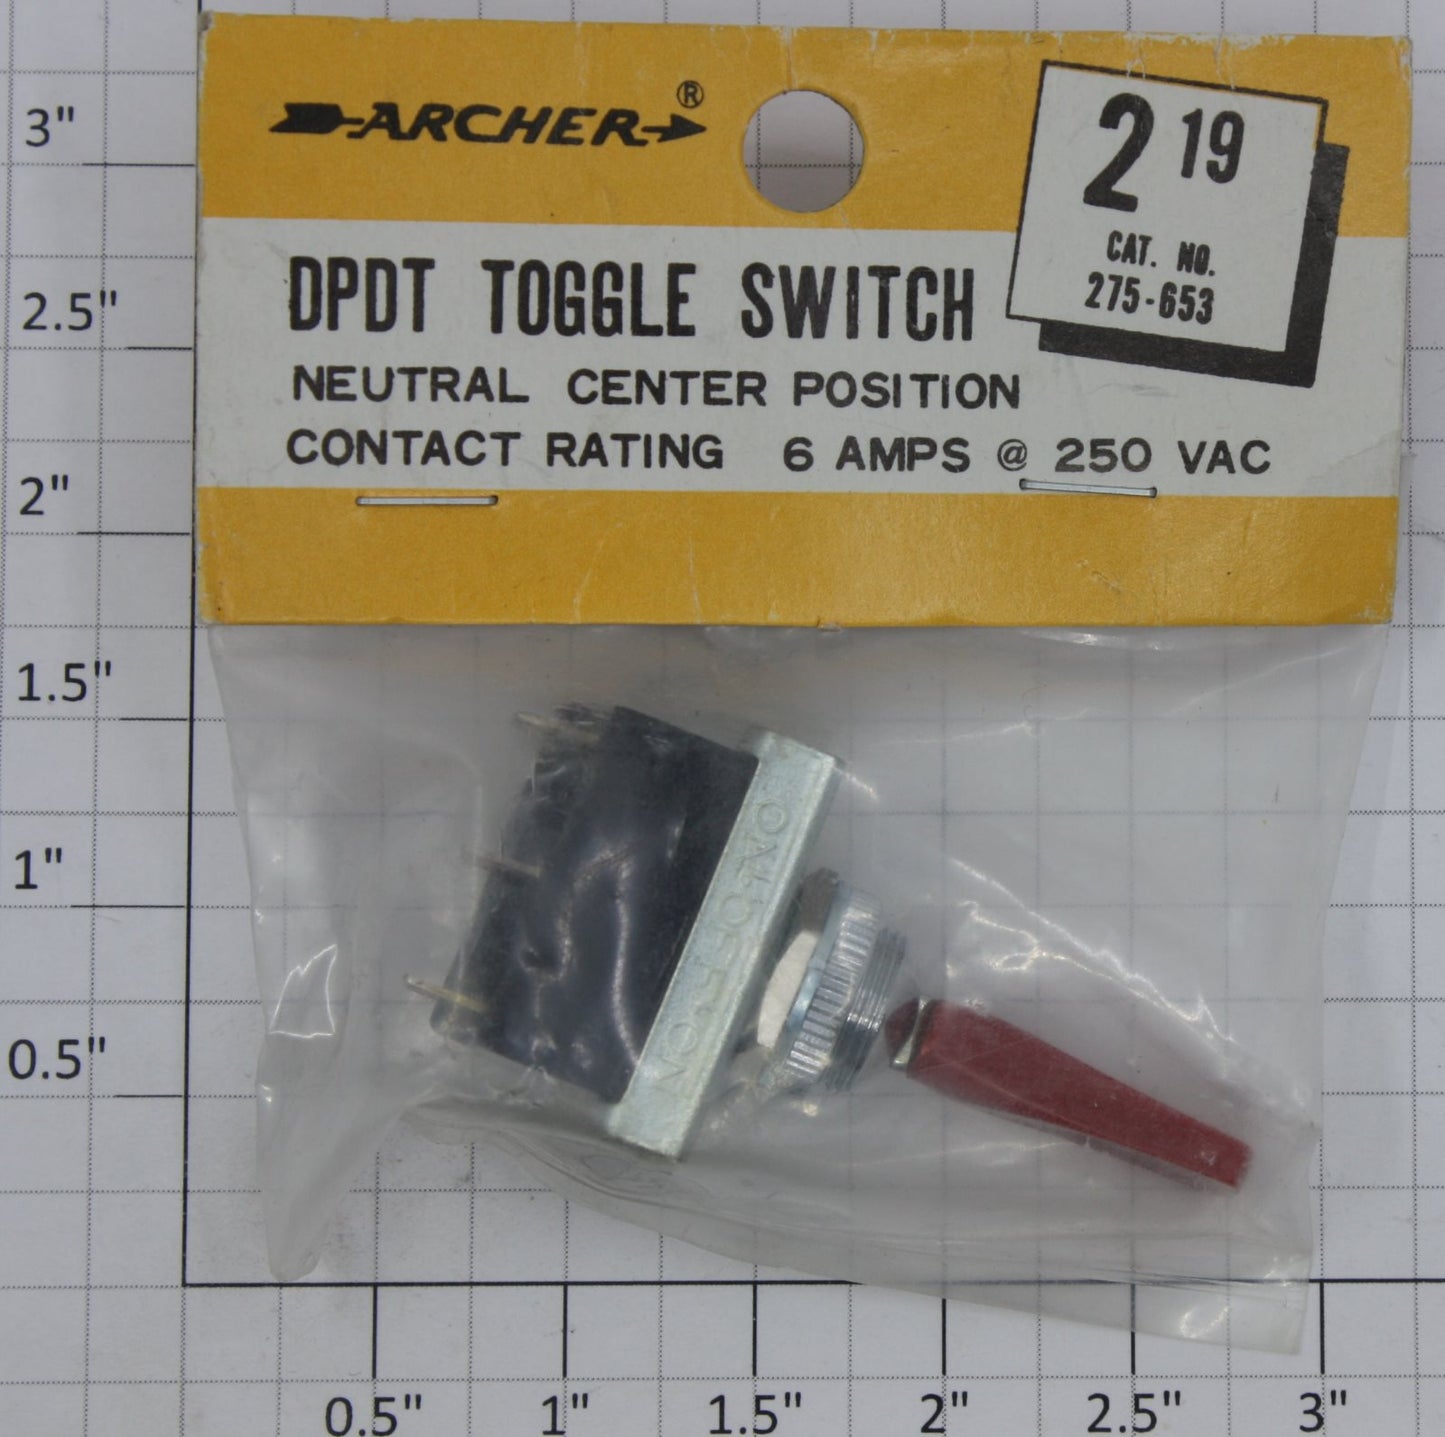 ARCHER®
2 19
CAT. NO.
275-653
DPDT TOGGLE SWITCH
NEUTRAL CENTER POSITION
CONTACT RATING 6 AMPS @ 250 VAC
ON
OFF
ON
3"
2.5"
2"
1.5"
1"
0.5"
0.5"
1"
1.5"
2"
2.5"
3"